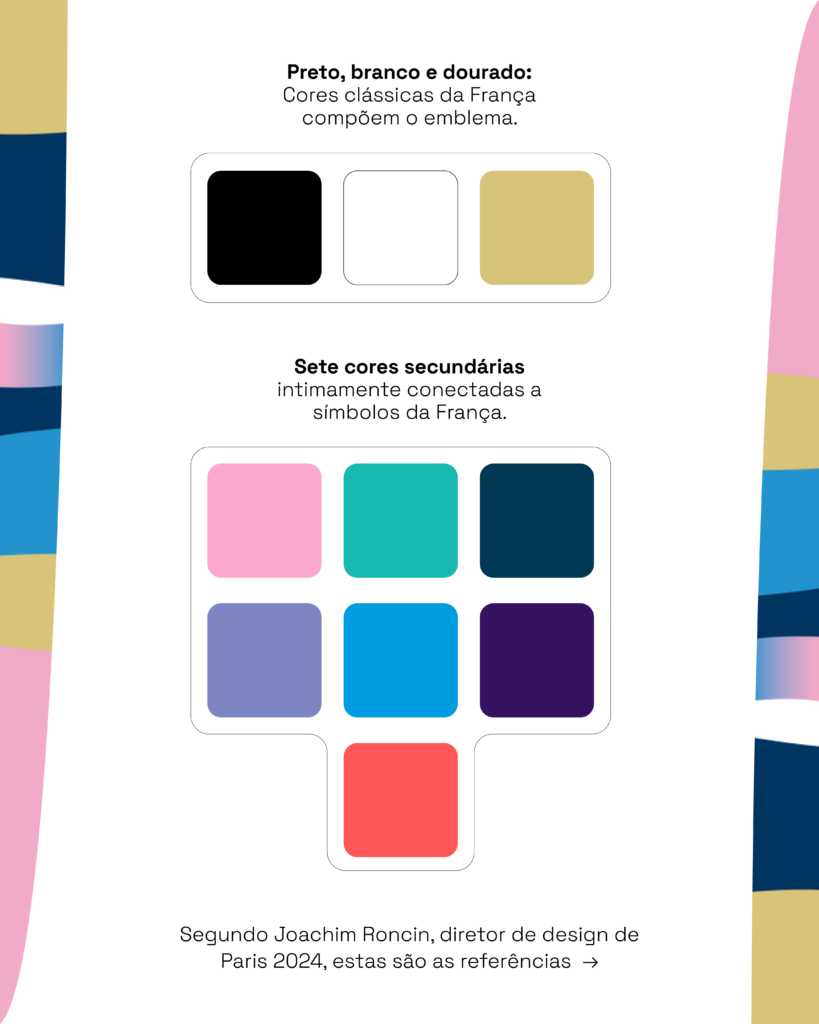 Preto, branco e dourado:
Cores clássicas da França
compõem o emblema.
Sete cores secundárias
intimamente conectadas a
símbolos da França.
Segundo Joachim Roncin, diretor de design de
Paris 2024, estas são as referências →